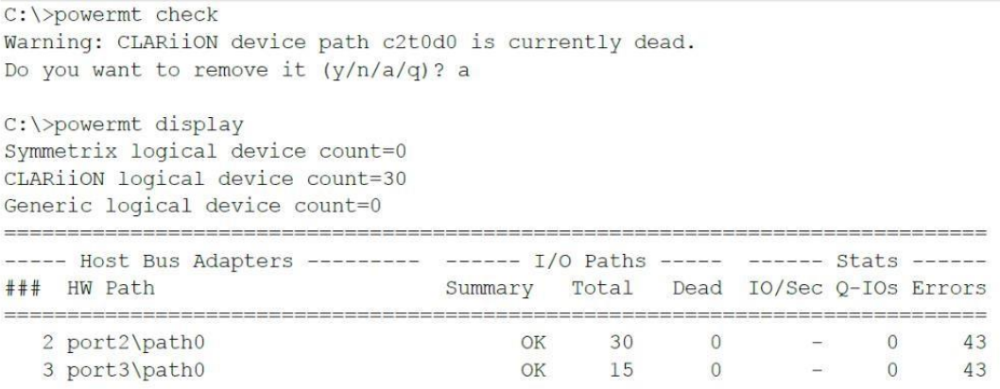 C:\>powermt check
Warning: CLARiiON device path c2t0d0 is currently dead.
Do you want to remove it (y/n/a/q)? a
C:\>powermt display
Symmetrix logical device count=0
CLARiiON logical device count=30
Generic logical device count=0
==============================================================================
----- Host Bus Adapters --------- ------ I/O Paths ----- ------ Stats ------
### HW Path Summary Total Dead IO/Sec Q-IOs Errors
==============================================================================
2 port2\path0 OK 30 0 - 0 43
3 port3\path0 OK 15 0 - 0 43